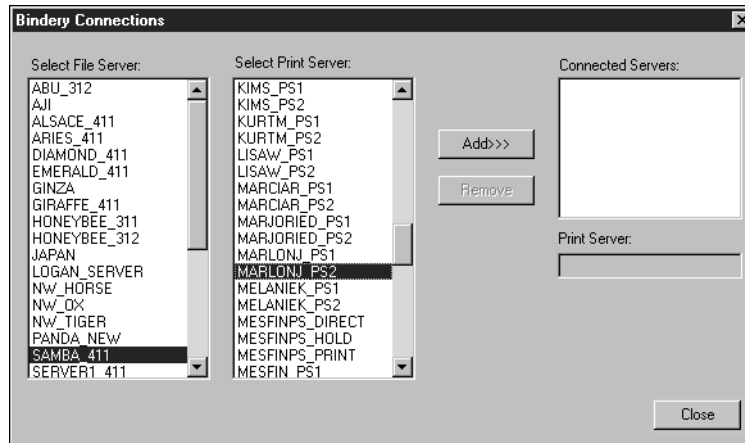 Bindery Connections
Select File Server:
ABU_312
AJI
ALSACE_411
ARIES_411
DIAMOND_411
EMERALD_411
GINZA
GIRAFFE_411
HONEYBEE_311
HONEYBEE_312
JAPAN
LOGAN_SERVER
NW_HORSE
NW_OX
NW_TIGER
PANDA_NEW
SAMBA_411
SERVER1_411
Select Print Server:
KIMS_PS1
KIMS_PS2
KURTM_PS1
KURTM_PS2
LISAW_PS1
LISAW_PS2
MARCIAR_PS1
MARCIAR_PS2
MARJORIED_PS1
MARJORIED_PS2
MARLONJ_PS1
MARLONJ_PS2
MELANIEK_PS1
MELANIEK_PS2
MESFINPS_DIRECT
MESFINPS_HOLD
MESFINPS_PRINT
MESFIN_PS1
Add>>>
Remove
Connected Servers:
Print Server:
Close